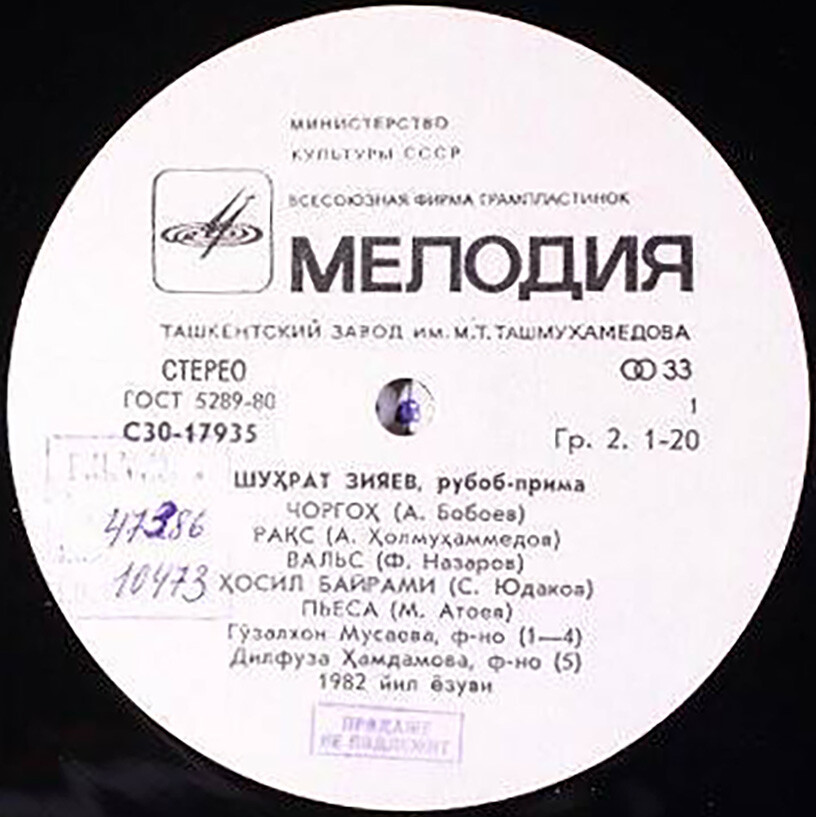 МИНИСТЕРСТВО
КУЛЬТУРЫ СССР
ВСЕСОЮЗНАЯ ФИРМА ГРАМПЛАСТИНОК
МЕЛОДИЯ
ТАШКЕНТСКИЙ ЗАВОД им. М.Т. ТАШМУХАМЕДОВА
СТЕРЕО
33
ГОСТ 5289-80
1
С30-17935
Гр. 2. 1-20
ШУҲРАТ ЗИЯЕВ, рубоб-прима
ЧОРГОҲ (А. Бобоев)
РАҚС (А. Холмуҳаммедов)
ВАЛЬС (Ф. Назаров)
ҲОСИЛ БАЙРАМИ (С. Юдаков)
ПЬЕСА (М. Атоев)
Гўзалхон Мусаева, ф-но (1—4)
Дилфуза Ҳамдамова, ф-но (5)
1982 йил ёзуви
47386
10473
ПРОДАЖЕ
НЕ ПОДЛЕЖИТ